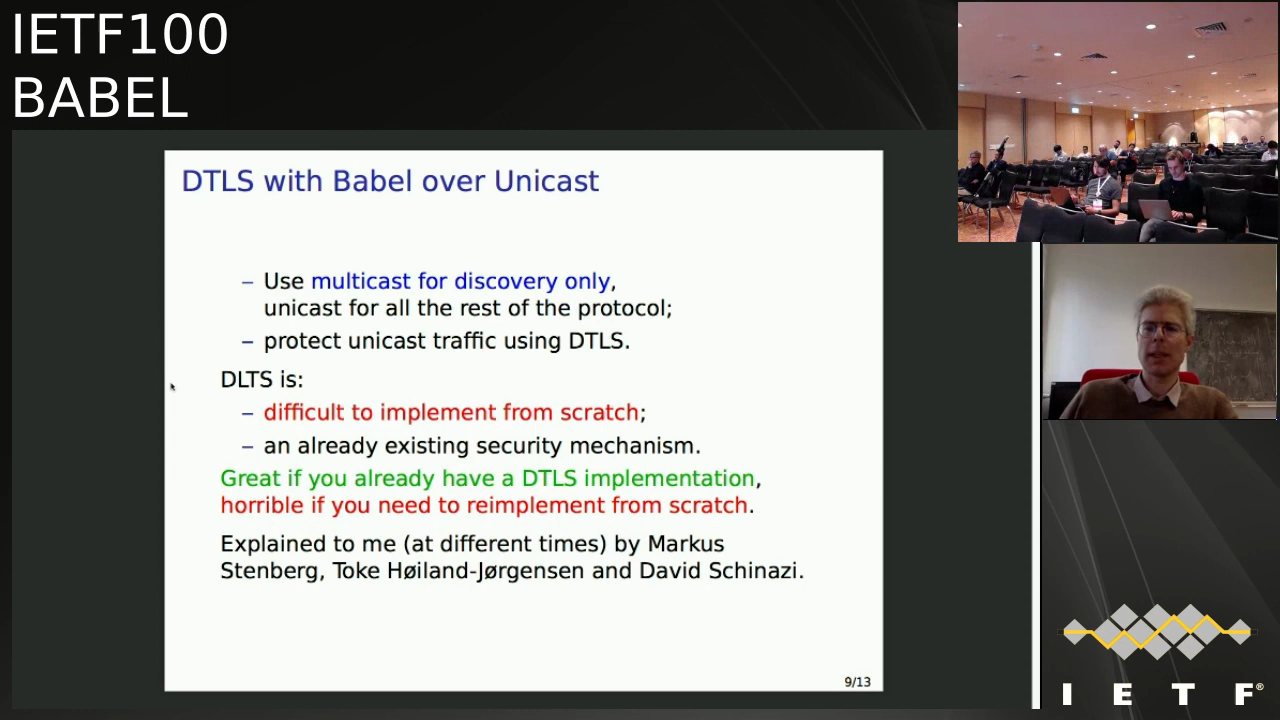 IETF100
BABEL
DTLS with Babel over Unicast
– Use multicast for discovery only,
unicast for all the rest of the protocol;
– protect unicast traffic using DTLS.
DLTS is:
– difficult to implement from scratch;
– an already existing security mechanism.
Great if you already have a DTLS implementation,
horrible if you need to reimplement from scratch.
Explained to me (at different times) by Markus
Stenberg, Toke Høiland-Jørgensen and David Schinazi.
9/13
I E T F®